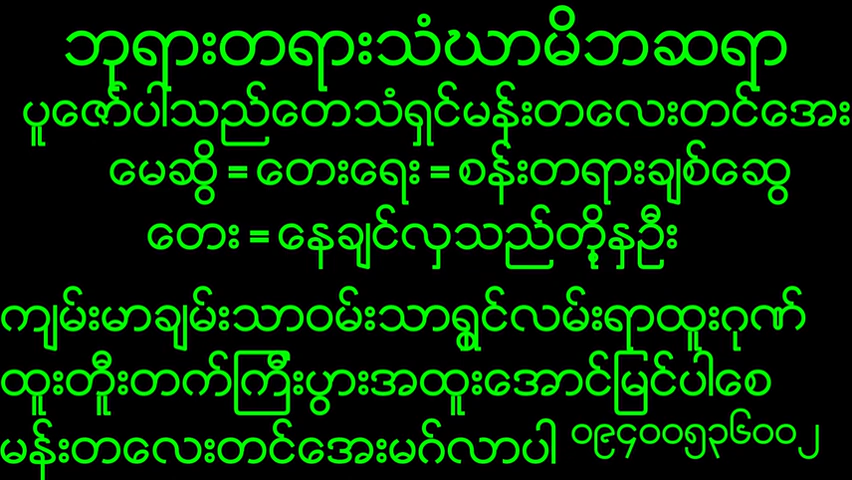 ဘုရားတရားသံဃာမိဘဆရာ
ပူဇော်ပါသည်တေသံရှင်မန်းတလေးတင်အေး
မေဆွိ = တေးရေး = စန်းတရားချစ်ဆွေ
တေး = နေချင်လှသည်တို့နှဦး
ကျမ်းမာချမ်းသာဝမ်းသာရွှင်လမ်းရာထူးဂုဏ်
ထူးတိူးတက်ကြီးပွားအထူးအောင်မြင်ပါစေ
မန်းတလေးတင်အေးမင်္ဂလာပါ ၀၉၄၀၀၅၃၆၀၀၂